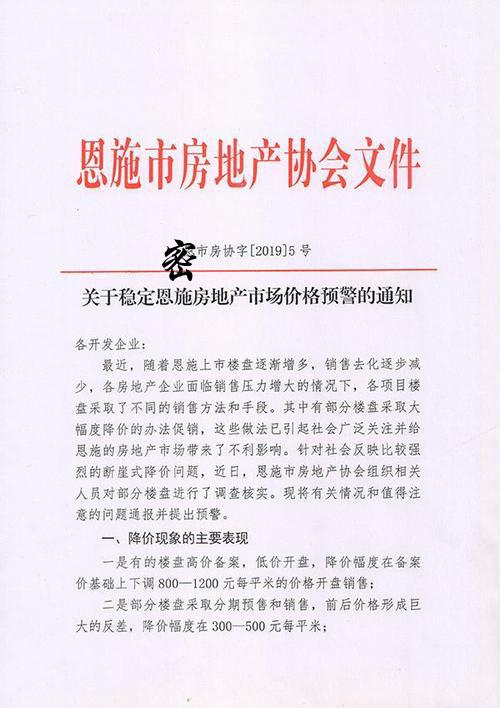 恩施市房地产协会文件
密
市房协字[2019]5号
关于稳定恩施房地产市场价格预警的通知
各开发企业：
最近，随着恩施上市楼盘逐渐增多，销售去化逐步减
少，各房地产企业面临销售压力增大的情况下，各项目楼
盘采取了不同的销售方法和手段。其中有部分楼盘采取大
幅度降价的办法促销，这些做法已引起社会广泛关注并给
恩施的房地产市场带来了不利影响。针对社会反映比较强
烈的断崖式降价问题，近日，恩施市房地产协会组织相关
人员对部分楼盘进行了调查核实。现将有关情况和值得注
意的问题通报并提出预警。
一、降价现象的主要表现
一是有的楼盘高价备案，低价开盘，降价幅度在备案
价基础上下调800—1200元每平米的价格开盘销售；
二是部分楼盘采取分期预售和销售，前后价格形成巨
大的反差，降价幅度在300—500元每平米；